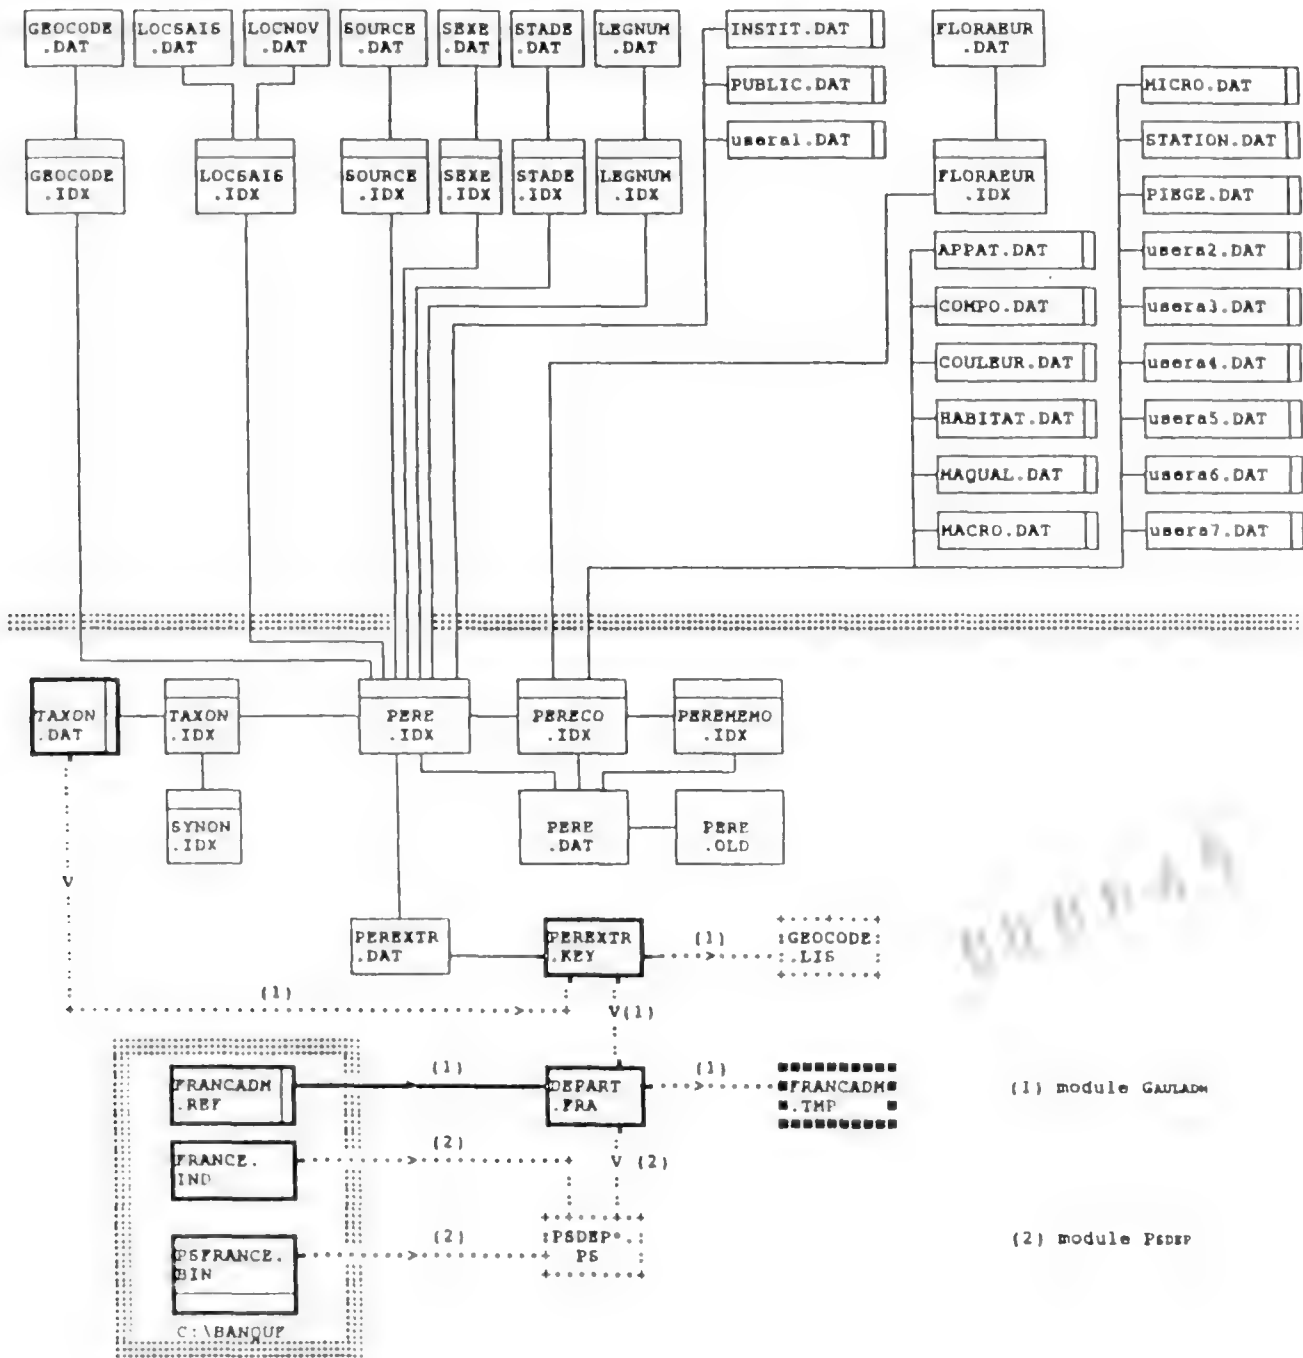 GEOCODE
.DAT
LOCSAIS
.DAT
LOCNOV
.DAT
SOURCE
.DAT
SEXE
.DAT
STADE
.DAT
LEGNUM
.DAT
INSTIT.DAT
PUBLIC.DAT
usera1.DAT
FLORAEUR
.DAT
MICRO.DAT
STATION.DAT
PIEGE.DAT
usera2.DAT
usera3.DAT
usera4.DAT
usera5.DAT
usera6.DAT
usera7.DAT
GEOCODE
.IDX
LOCSAIS
.IDX
SOURCE
.IDX
SEXE
.IDX
STADE
.IDX
LEGNUM
.IDX
FLORAEUR
.IDX
APPAT.DAT
COMPO.DAT
COULEUR.DAT
HABITAT.DAT
MAQUAL.DAT
MACRO.DAT
TAXON
.DAT
TAXON
.IDX
PERE
.IDX
PERECO
.IDX
PEREMEMO
.IDX
SYNON
.IDX
PERE
.DAT
PERE
.OLD
V
PEREXTR
.DAT
PEREXTR
.KEY
(1)
GEOCODE
.LIS
(1)
V(1)
FRANCADM
.REF
(1)
DEPART
.FRA
(1)
FRANCADM
.TMP
(1) module GAULADM
FRANCE.
IND
(2)
V (2)
PSFRANCE.
BIN
(2)
PSDEP*.
PS
(2) module PSDEP
C:\BANQUE